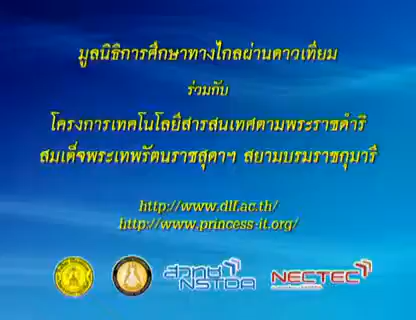 มูลนิธิการศึกษาทางไกลผ่านดาวเทียม
ร่วมกับ
โครงการเทคโนโลยีสารสนเทศตามพระราชดำริ
สมเด็จพระเทพรัตนราชสุดาฯ สยามบรมราชกุมารี
http://www.dlf.ac.th/
http://www.princess-it.org/
สวทช
NSTDA
NECTEC